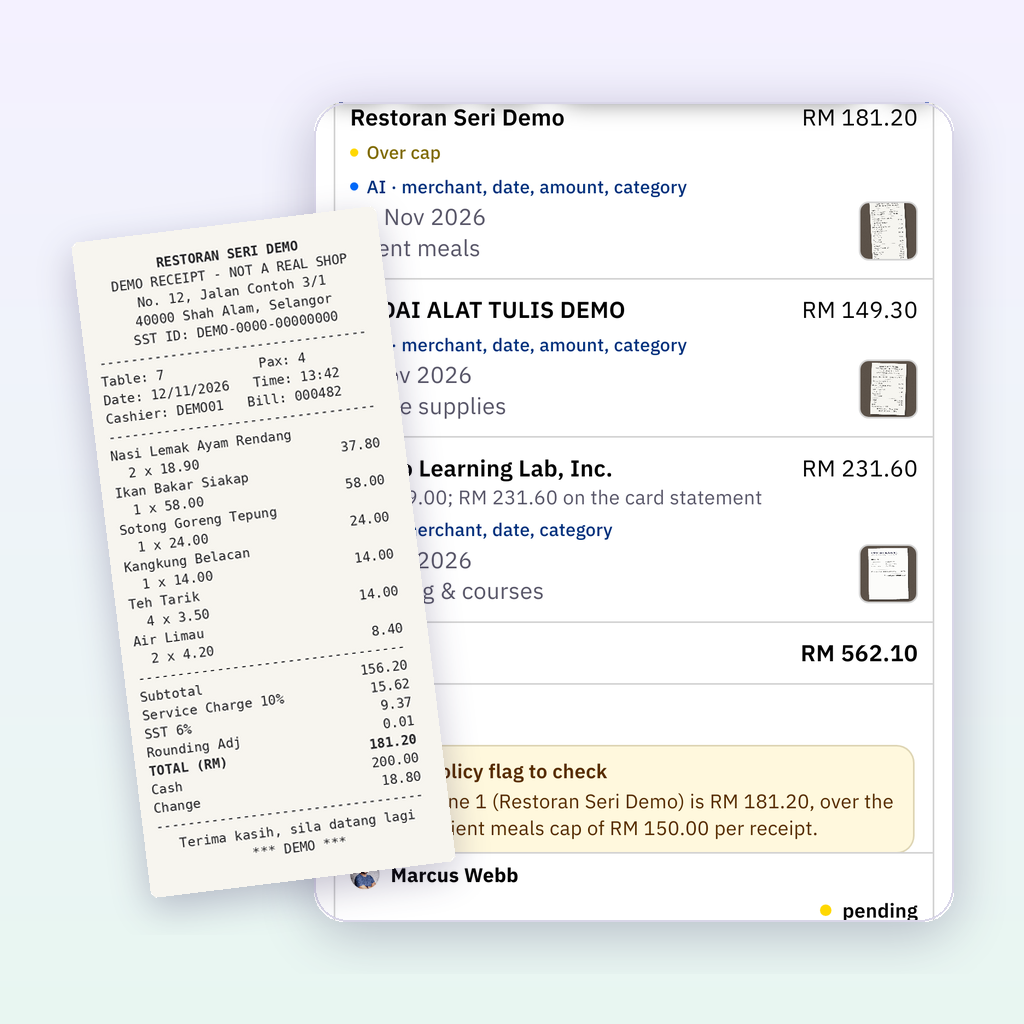 RESTORAN SERI DEMO
DEMO RECEIPT - NOT A REAL SHOP
No. 12, Jalan Contoh 3/1
40000 Shah Alam, Selangor
SST ID: DEMO-0000-00000000
Table: 7 Pax: 4
Date: 12/11/2026 Time: 13:42
Cashier: DEMO01 Bill: 000482
Nasi Lemak Ayam Rendang
2 x 18.90 37.80
Ikan Bakar Siakap
1 x 58.00 58.00
Sotong Goreng Tepung
1 x 24.00 24.00
Kangkung Belacan
1 x 14.00 14.00
Teh Tarik
4 x 3.50 14.00
Air Limau
2 x 4.20 8.40
Subtotal 156.20
Service Charge 10% 15.62
SST 6% 9.37
Rounding Adj 0.01
TOTAL (RM) 181.20
Cash 200.00
Change 18.80
Terima kasih, sila datang lagi
*** DEMO ***
Restoran Seri Demo RM 181.20
Over cap
AI · merchant, date, amount, category
Nov 2026
meals
ALAT TULIS DEMO RM 149.30
· merchant, date, amount, category
2026
supplies
Learning Lab, Inc. RM 231.60
9.00; RM 231.60 on the card statement
merchant, date, category
2026
& courses
RM 562.10
policy flag to check
1 (Restoran Seri Demo) is RM 181.20, over the
meals cap of RM 150.00 per receipt.
Marcus Webb
pending